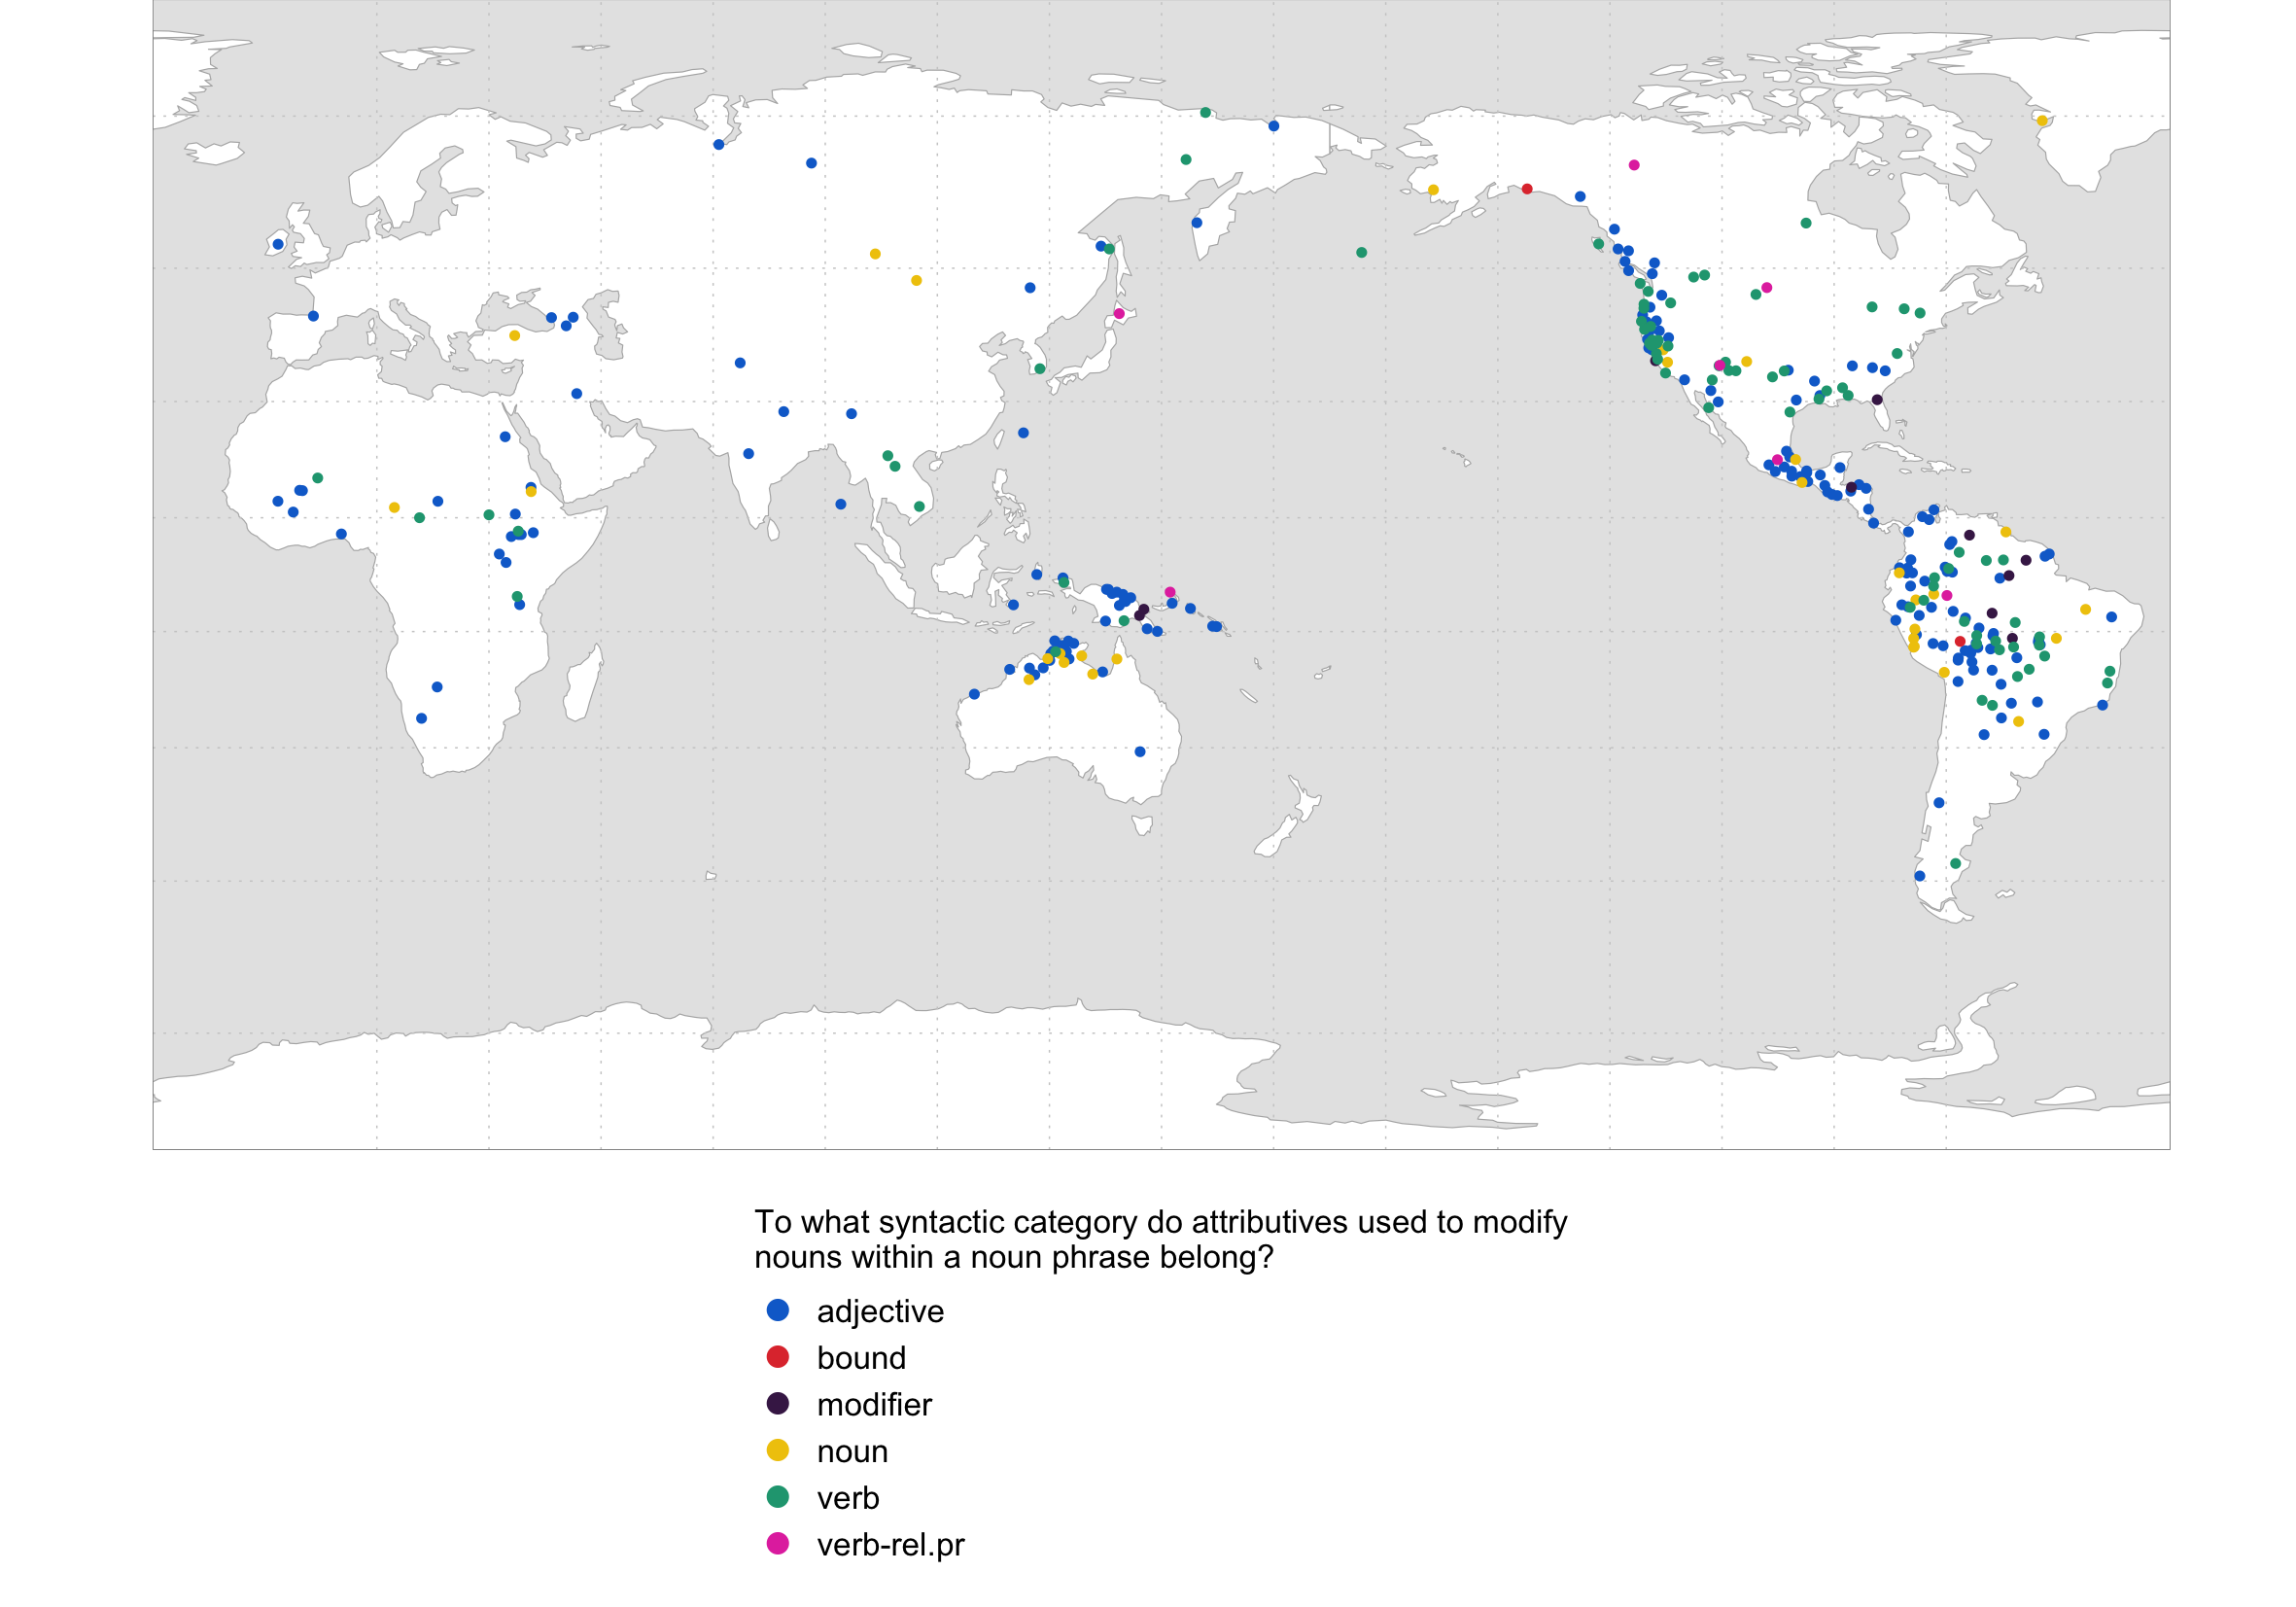 To what syntactic category do attributives used to modify
nouns within a noun phrase belong?
adjective
bound
modifier
noun
verb
verb-rel.pr